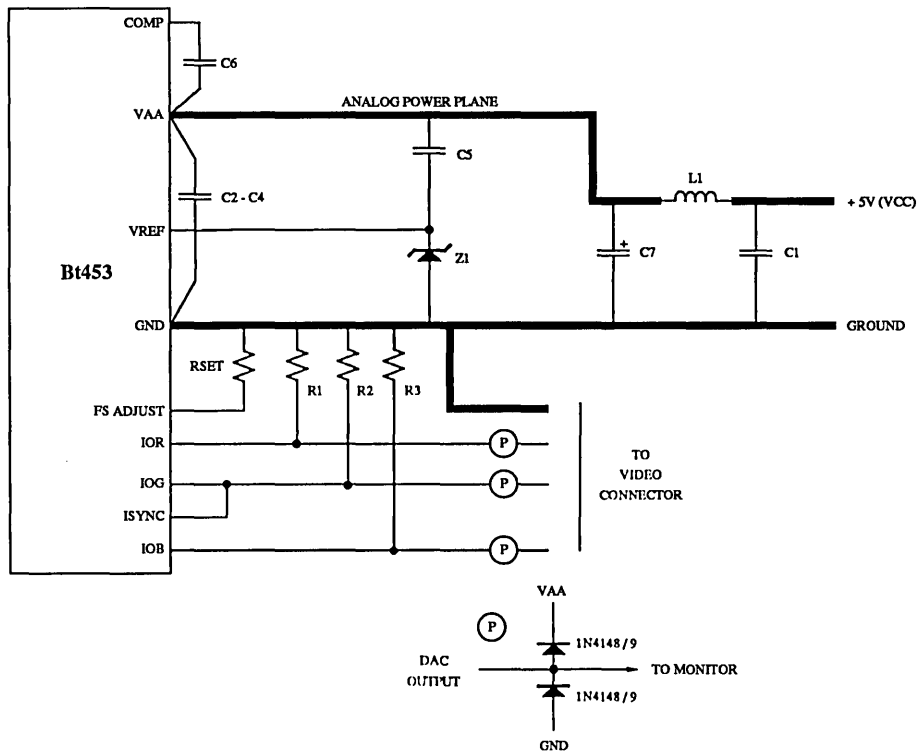 COMP
C6
ANALOG POWER PLANE
VAA
C5
L1
C2 - C4
+ 5V (VCC)
VREF
+
C7
C1
Z1
Bt453
GND
GROUND
RSET
R1
R2
R3
FS ADJUST
IOR
P
TO
VIDEO
CONNECTOR
IOG
P
ISYNC
IOB
P
VAA
P
1N4148/9
DAC
OUTPUT
TO MONITOR
1N4148/9
GND